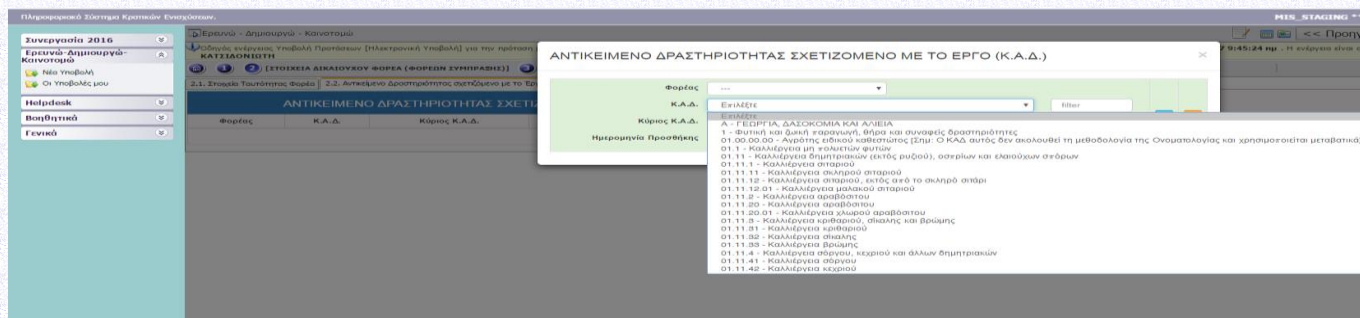 Πληροφοριακό Σύστημα Κρατικών Ενισχύσεων.
MIS_STAGING
Συνεργασία 2016
Ερευνώ-Δημιουργώ-
Καινοτομώ
Νέα Υποβολή
Οι Υποβολές μου
Helpdesk
Βοηθητικά
Γενικά
Ερευνώ - Δημιουργώ - Καινοτομώ
<< Προηγ
Οδηγός ενέργειας Υποβολή Προτάσεων [Ηλεκτρονική Υποβολή] για την πρόταση
9:45:24 πμ . Η ενέργεια είναι σ
ΚΑΤΣΙΔΟΝΙΩΤΗ
1 2 [ΣΤΟΙΧΕΙΑ ΔΙΚΑΙΟΥΧΟΥ ΦΟΡΕΑ (ΦΟΡΕΩΝ ΣΥΜΠΡΑΞΗΣ)] 3
2.1. Στοιχεία Ταυτότητας Φορέα 2.2. Αντικείμενο Δραστηριότητας σχετιζόμενο με το Έρ
ΑΝΤΙΚΕΙΜΕΝΟ ΔΡΑΣΤΗΡΙΟΤΗΤΑΣ ΣΧΕΤΙ
Φορέας Κ.Α.Δ. Κύριος Κ.Α.Δ.
ΑΝΤΙΚΕΙΜΕΝΟ ΔΡΑΣΤΗΡΙΟΤΗΤΑΣ ΣΧΕΤΙΖΟΜΕΝΟ ΜΕ ΤΟ ΕΡΓΟ (Κ.Α.Δ.) ×
Φορέας ---
Κ.Α.Δ. Επιλέξτε filter
Κύριος Κ.Α.Δ.
Ημερομηνία Προσθήκης
Επιλέξτε
Α - ΓΕΩΡΓΙΑ, ΔΑΣΟΚΟΜΙΑ ΚΑΙ ΑΛΙΕΙΑ
1 - Φυτική και ζωική παραγωγή, θήρα και συναφείς δραστηριότητες
01.00.00.00 - Αγρότης ειδικού καθεστώτος [Σημ: Ο ΚΑΔ αυτός δεν ακολουθεί τη μεθοδολογία της Ονοματολογίας και χρησιμοποιείται μεταβατικά]
01.1 - Καλλιέργεια μη πολυετών φυτών
01.11 - Καλλιέργεια δημητριακών (εκτός ρυζιού), οσπρίων και ελαιούχων σπόρων
01.11.1 - Καλλιέργεια σιταριού
01.11.11 - Καλλιέργεια σκληρού σιταριού
01.11.12 - Καλλιέργεια σιταριού, εκτός από το σκληρό σιτάρι
01.11.12.01 - Καλλιέργεια μαλακού σιταριού
01.11.2 - Καλλιέργεια αραβόσιτου
01.11.20 - Καλλιέργεια αραβόσιτου
01.11.20.01 - Καλλιέργεια χλωρού αραβόσιτου
01.11.3 - Καλλιέργεια κριθαριού, σίκαλης και βρώμης
01.11.31 - Καλλιέργεια κριθαριού
01.11.32 - Καλλιέργεια σίκαλης
01.11.33 - Καλλιέργεια βρώμης
01.11.4 - Καλλιέργεια σόργου, κεχριού και άλλων δημητριακών
01.11.41 - Καλλιέργεια σόργου
01.11.42 - Καλλιέργεια κεχριού